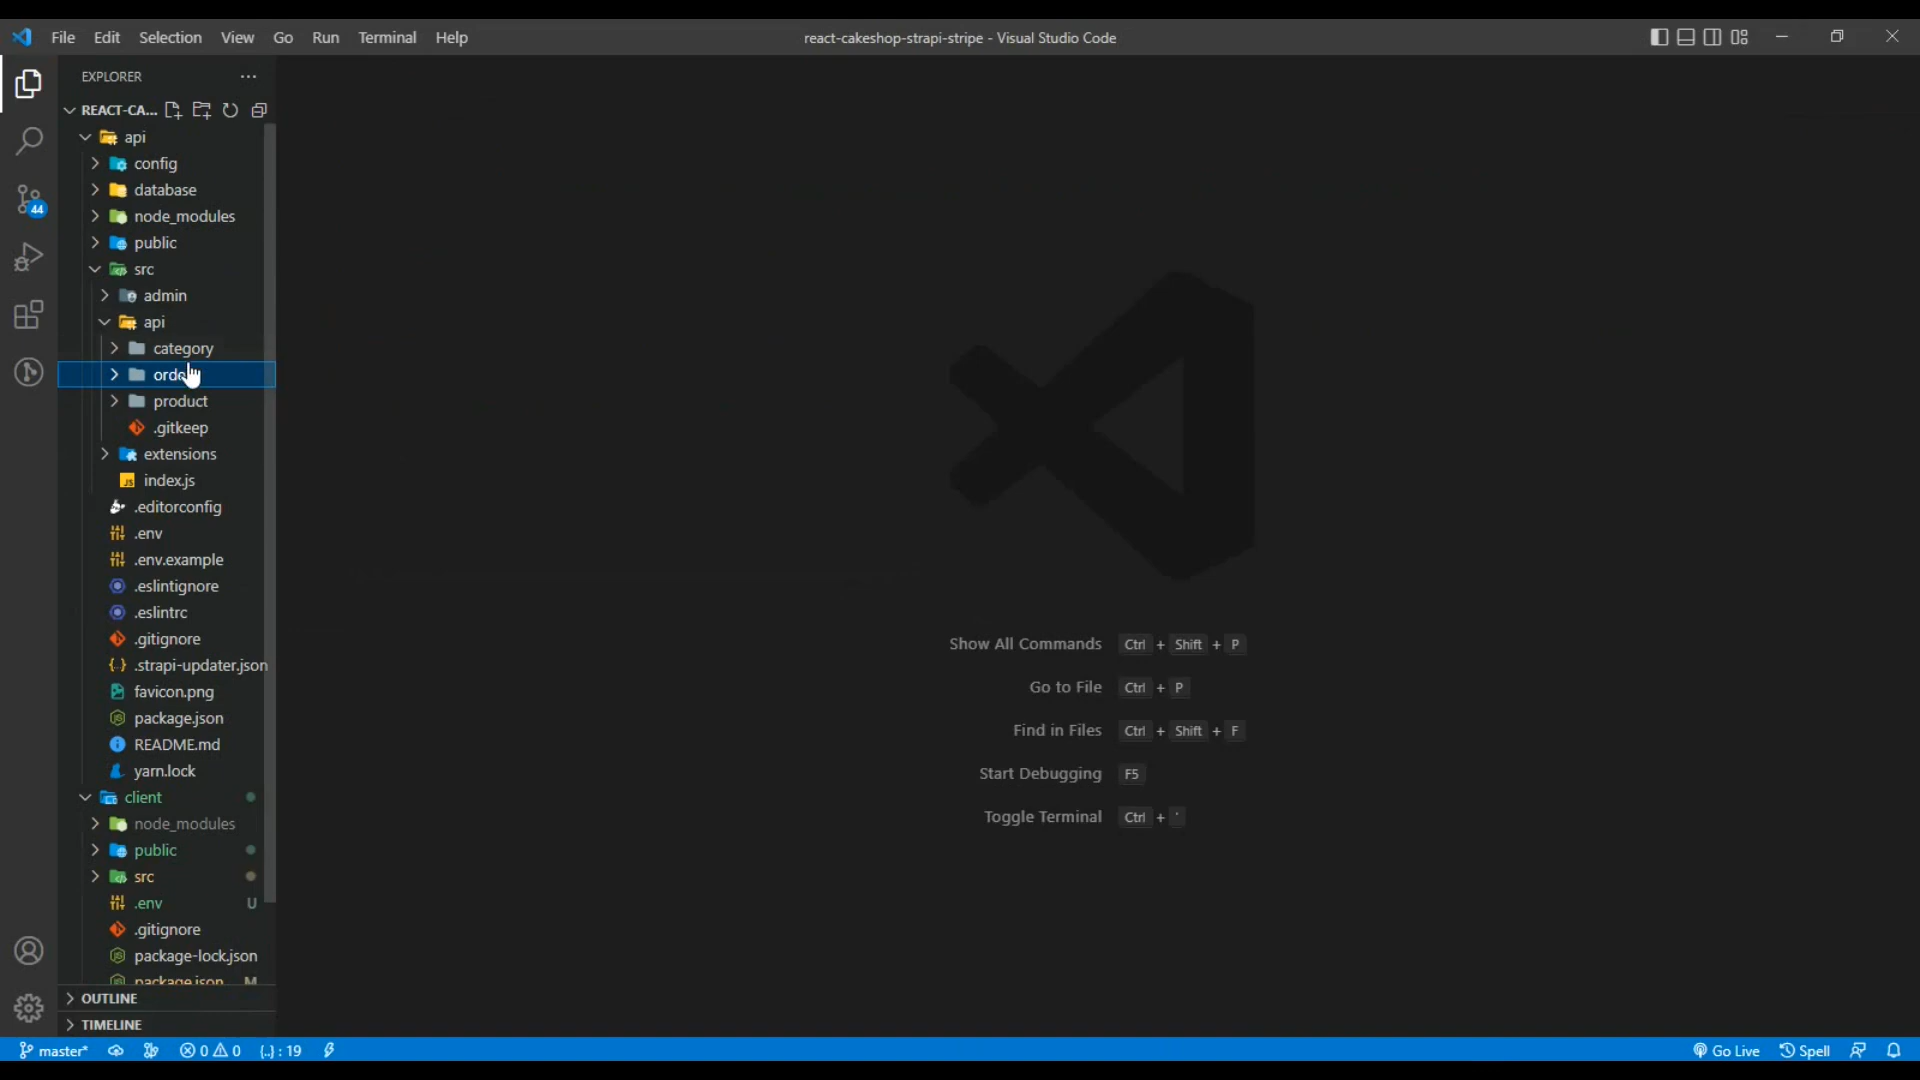 File Edit Selection View Go Run Terminal Help
react-cakeshop-strapi-stripe - Visual Studio Code
EXPLORER
REACT-CA...
api
config
database
node_modules
public
src
admin
api
category
product
.gitkeep
extensions
JS index.js
.editorconfig
.env
.env.example
.eslintignore
.eslintrc
.gitignore
.strapi-updater.json
favicon.png
package.json
README.md
yarn.lock
client
node_modules
public
src
.env U
.gitignore
package-lock.json
package.json M
OUTLINE
TIMELINE
44
Show All Commands Ctrl + Shift + P
Go to File Ctrl + P
Find in Files Ctrl + Shift + F
Start Debugging F5
Toggle Terminal Ctrl + '
master* 0 0 {..} : 19 Go Live Spell